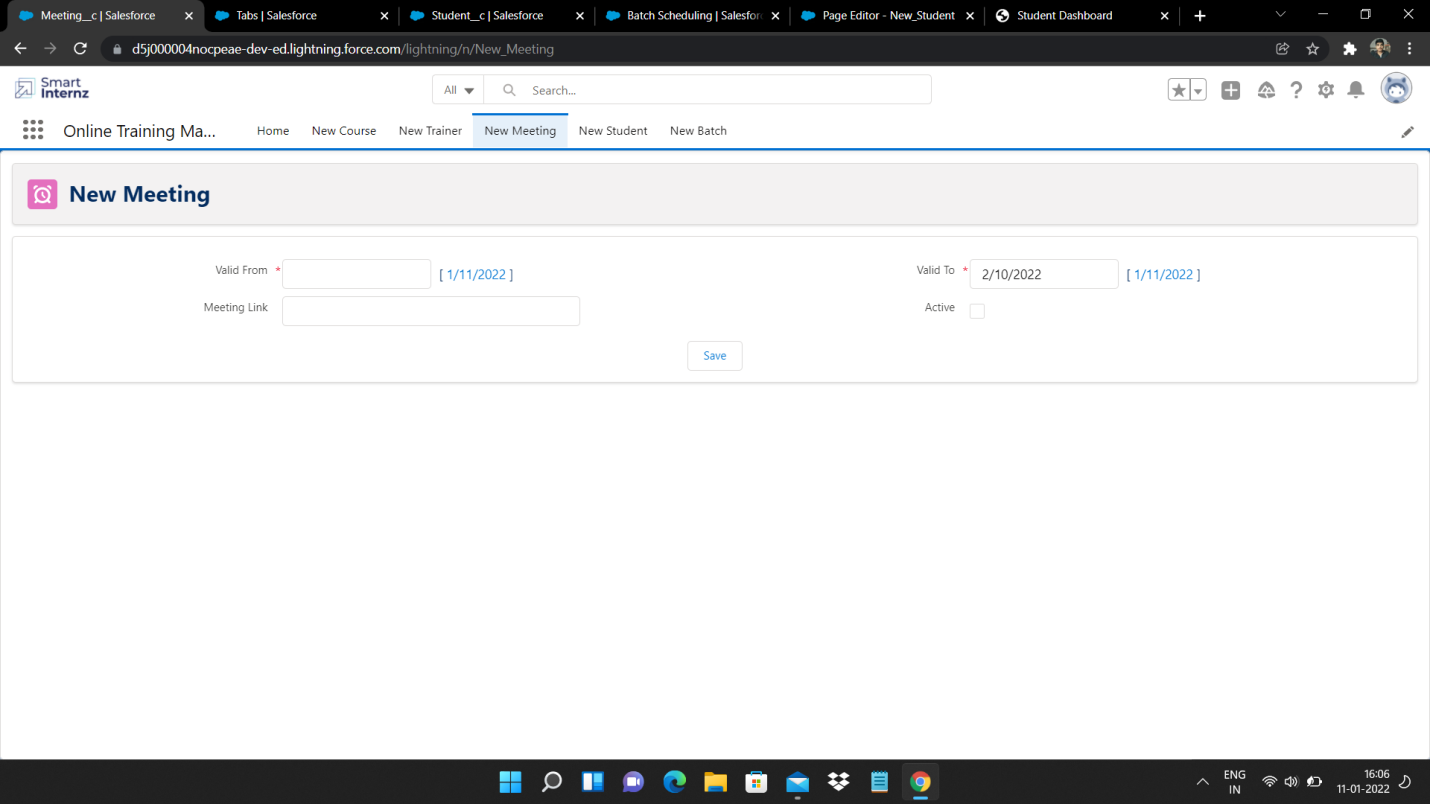 Meeting__c | Salesforce
Tabs | Salesforce
Student__c | Salesforce
Batch Scheduling | Salesforc
Page Editor - New_Student
Student Dashboard
d5j000004nocpeae-dev-ed.lightning.force.com/lightning/n/New_Meeting
Smart
Internz
All
Search...
Online Training Ma...
Home
New Course
New Trainer
New Meeting
New Student
New Batch
New Meeting
Valid From * [ 1/11/2022 ]
Valid To * 2/10/2022 [ 1/11/2022 ]
Meeting Link
Active
Save
ENG
IN
16:06
11-01-2022